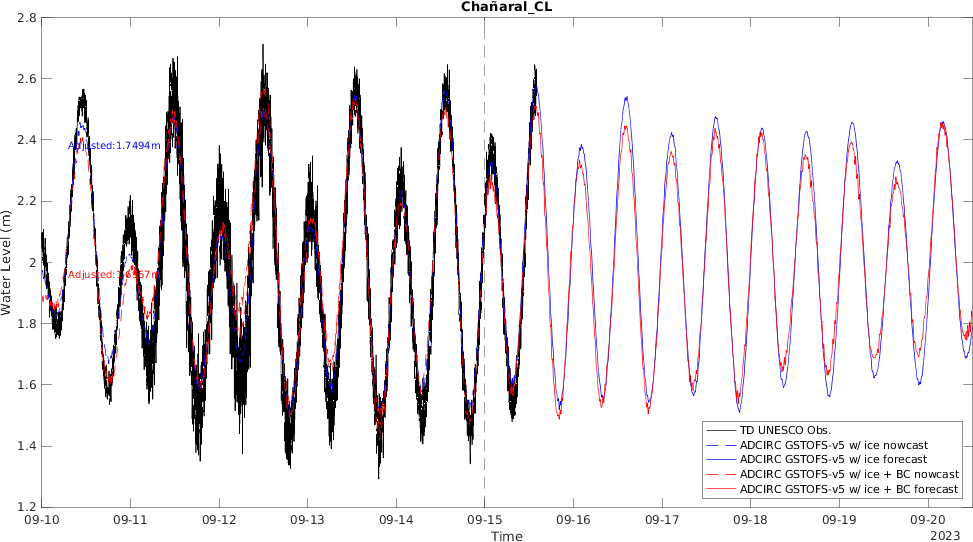 Chañaral_CL
2.8
2.6
2.4
2.2
2
1.8
1.6
1.4
1.2
Water Level (m)
Adjusted:1.7494m
09-10
09-11
09-12
09-13
09-14
09-15
09-16
09-17
09-18
09-19
09-20
Time
2023
TD UNESCO Obs.
ADCIRC GSTOFS-v5 w/ ice nowcast
ADCIRC GSTOFS-v5 w/ ice forecast
ADCIRC GSTOFS-v5 w/ ice + BC nowcast
ADCIRC GSTOFS-v5 w/ ice + BC forecast